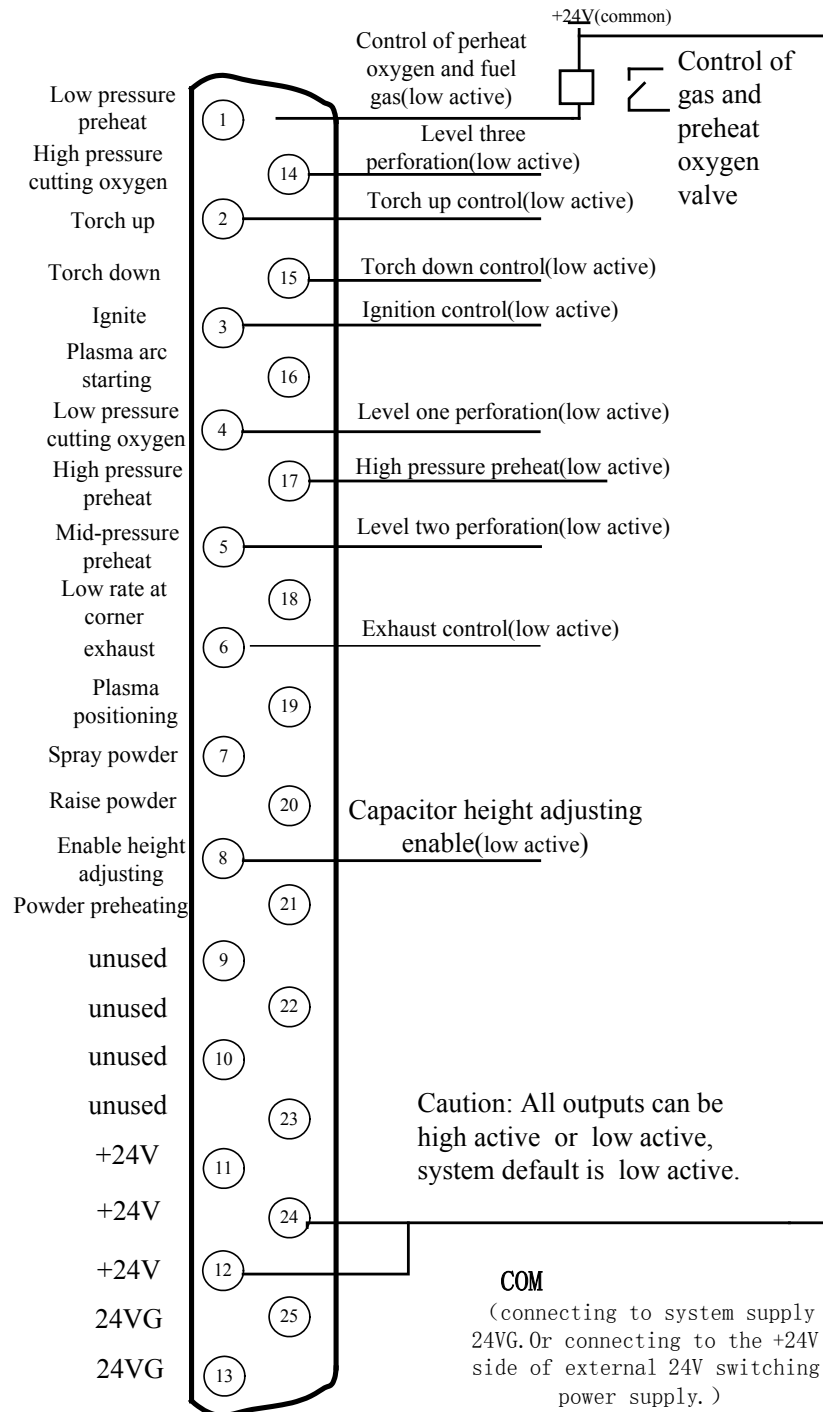 +24V(common)
Control of perheat
oxygen and fuel
gas(low active)
Control of
gas and
preheat
oxygen
valve
Low pressure
preheat
1
High pressure
cutting oxygen
14
Level three
perforation(low active)
Torch up
2
Torch up control(low active)
Torch down
15
Torch down control(low active)
Ignite
3
Ignition control(low active)
Plasma arc
starting
16
Low pressure
cutting oxygen
4
Level one perforation(low active)
High pressure
preheat
17
High pressure preheat(low active)
Mid-pressure
preheat
5
Level two perforation(low active)
Low rate at
corner
18
exhaust
6
Exhaust control(low active)
Plasma
positioning
19
Spray powder
7
Raise powder
20
Enable height
adjusting
8
Capacitor height adjusting
enable(low active)
Powder preheating
21
unused
9
unused
22
unused
10
unused
23
+24V
11
Caution: All outputs can be
high active or low active,
system default is low active.
+24V
24
+24V
12
24VG
25
24VG
13
COM
(connecting to system supply
24VG.Or connecting to the +24V
side of external 24V switching
power supply.)